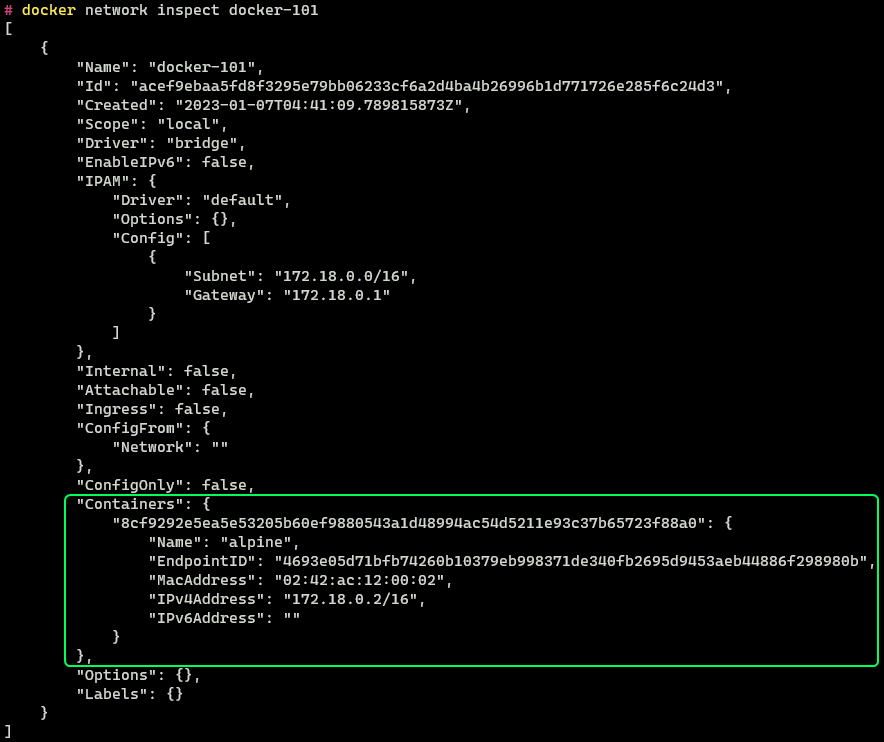 # docker network inspect docker-101
[
    {
        "Name": "docker-101",
        "Id": "acef9ebaa5fd8f3295e79bb06233cf6a2d4ba4b26996b1d771726e285f6c24d3",
        "Created": "2023-01-07T04:41:09.789815873Z",
        "Scope": "local",
        "Driver": "bridge",
        "EnableIPv6": false,
        "IPAM": {
            "Driver": "default",
            "Options": {},
            "Config": [
                {
                    "Subnet": "172.18.0.0/16",
                    "Gateway": "172.18.0.1"
                }
            ]
        },
        "Internal": false,
        "Attachable": false,
        "Ingress": false,
        "ConfigFrom": {
            "Network": ""
        },
        "ConfigOnly": false,
        "Containers": {
            "8cf9292e5ea5e53205b60ef9880543a1d48994ac54d5211e93c37b65723f88a0": {
                "Name": "alpine",
                "EndpointID": "4693e05d71bfb74260b10379eb998371de340fb2695d9453aeb44886f298980b",
                "MacAddress": "02:42:ac:12:00:02",
                "IPv4Address": "172.18.0.2/16",
                "IPv6Address": ""
            }
        },
        "Options": {},
        "Labels": {}
    }
]